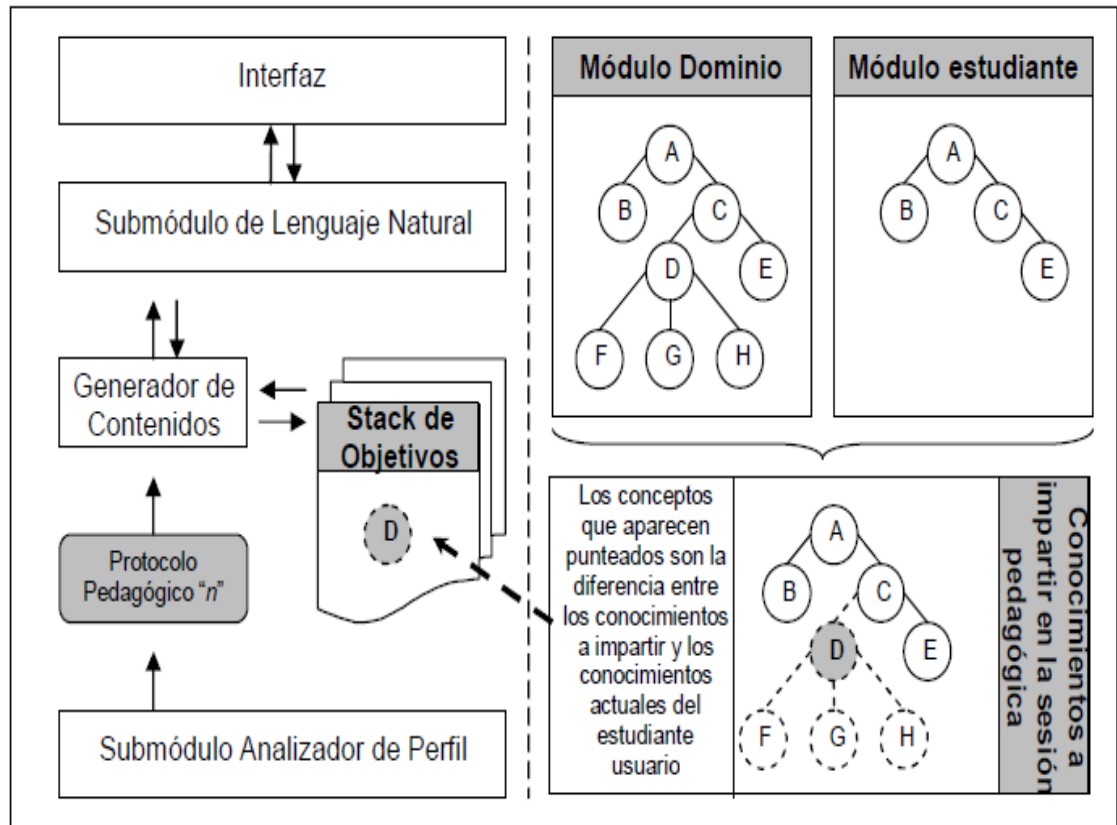 Interfaz
Submódulo de Lenguaje Natural
Generador de
Contenidos
Stack de
Objetivos
D
Protocolo
Pedagógico “n”
Submódulo Analizador de Perfil
Módulo Dominio
A
B
C
D
E
F
G
H
Módulo estudiante
A
B
C
E
Los conceptos
que aparecen
punteados son la
diferencia entre
los conocimientos
a impartir y los
conocimientos
actuales del
estudiante
usuario
A
B
C
D
E
F
G
H
Conocimientos a
impartir en la sesión
pedagógica